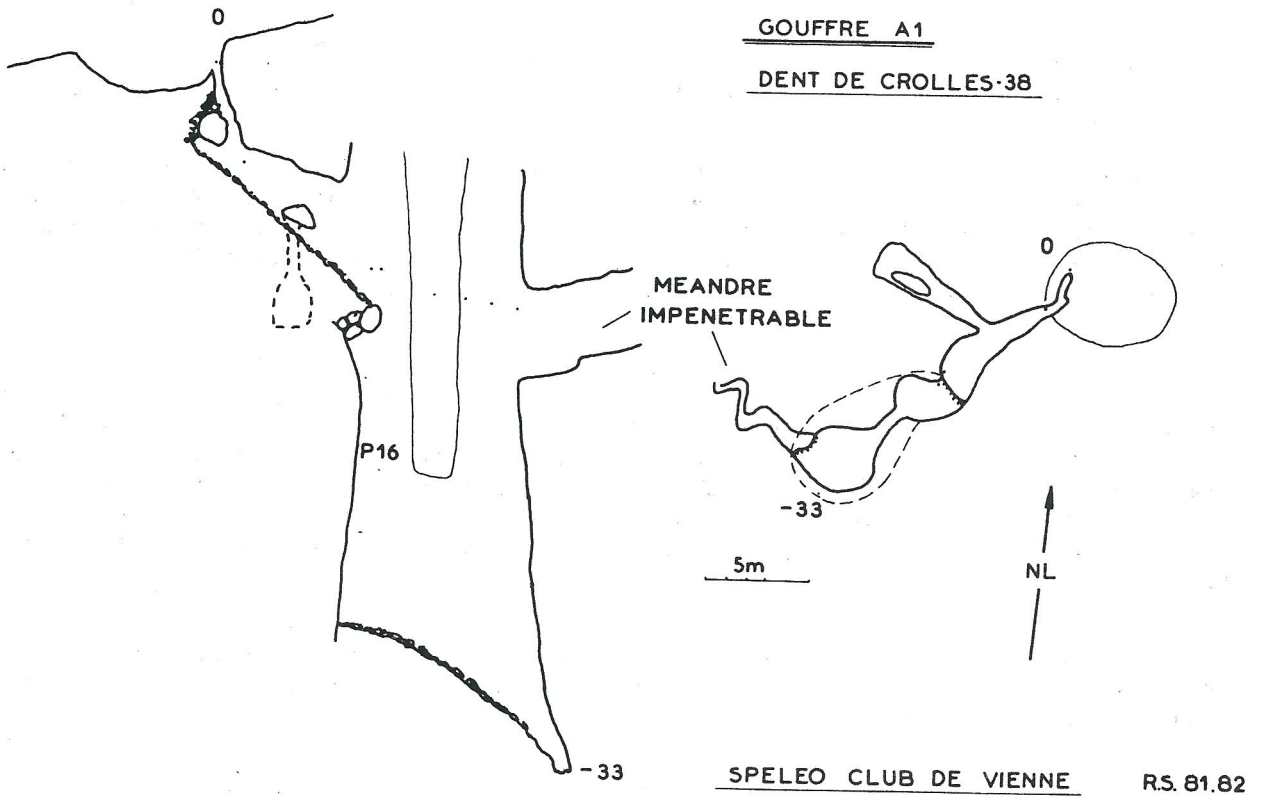 0
GOUFFRE A1
DENT DE CROLLES-38
0
MEANDRE
IMPENETRABLE
P16
-33
5m
NL
-33
SPELEO CLUB DE VIENNE
R.S. 81.82